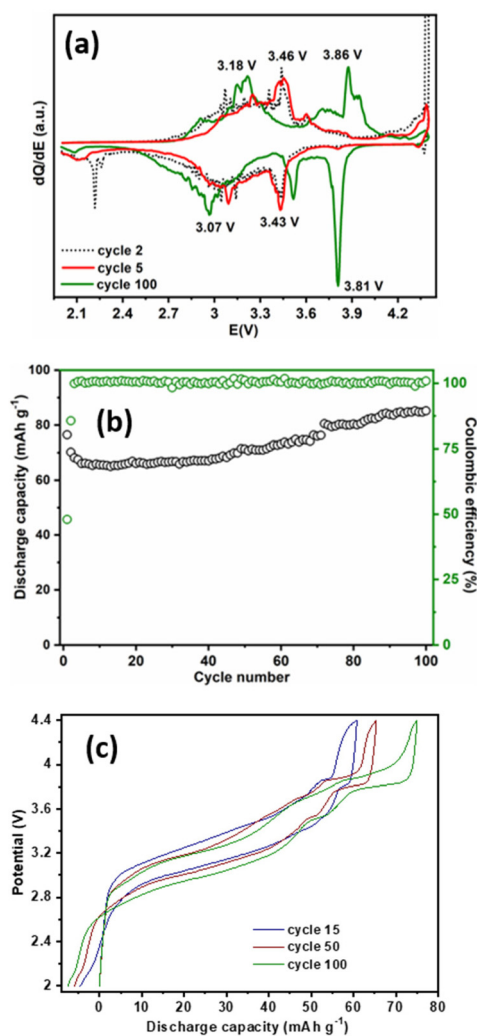 (a)
3.18 V
3.46 V
3.86 V
dQ/dE (a.u.)
3.07 V
3.43 V
3.81 V
cycle 2
cycle 5
cycle 100
2.1 2.4 2.7 3.0 3.3 3.6 3.9 4.2
E(V)
(b)
100
80
60
40
20
0
Discharge capacity (mAh g⁻¹)
100
75
50
25
0
Coulombic efficiency (%)
0 20 40 60 80 100
Cycle number
(c)
4.4
4.0
3.6
3.2
2.8
2.4
2
Potential (V)
cycle 15
cycle 50
cycle 100
0 10 20 30 40 50 60 70 80
Discharge capacity (mAh g⁻¹)